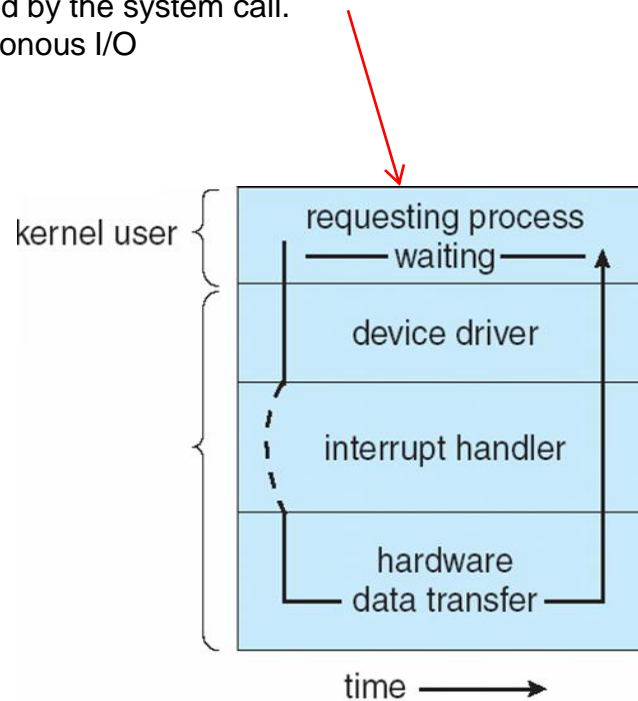 d by the system call.
onous I/O
requesting process
kernel user
waiting
device driver
interrupt handler
hardware
data transfer
time